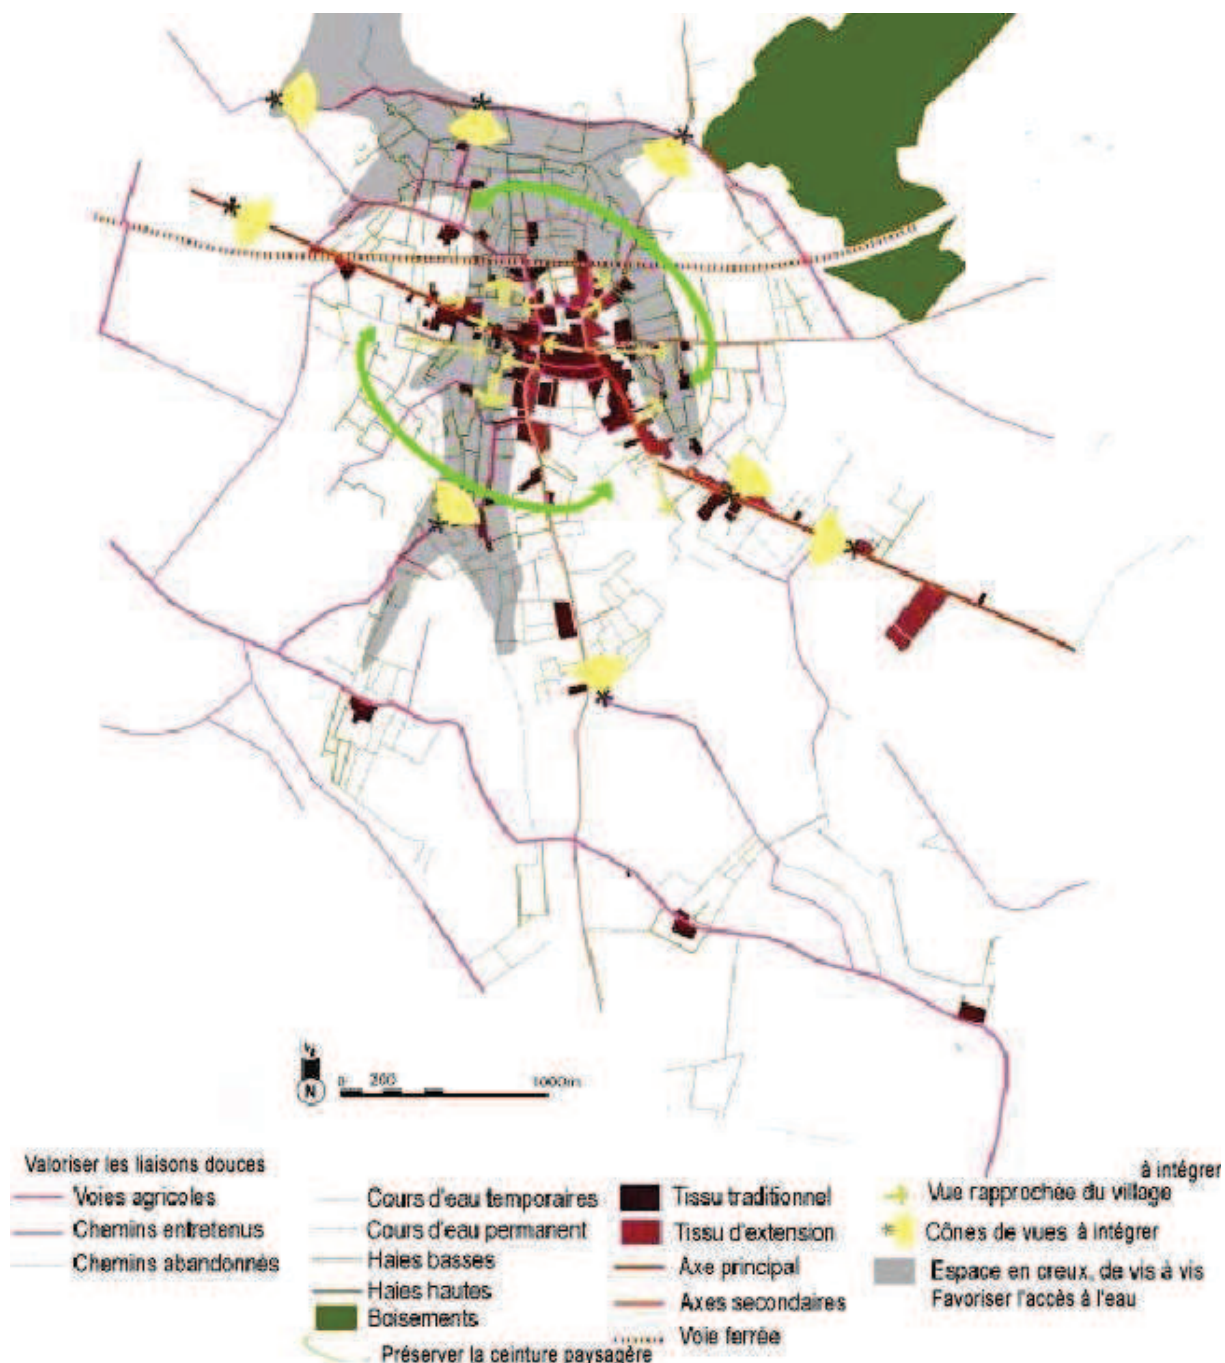 N
0 200 1000m
Valoriser les liaisons douces
Voies agricoles
Chemins entretenus
Chemins abandonnés
Cours d'eau temporaires
Cours d'eau permanent
Haies basses
Haies hautes
Boisements
Préserver la ceinture paysagère
Tissu traditionnel
Tissu d'extension
Axe principal
Axes secondaires
Voie ferrée
à intégrer
Vue rapprochée du village
Cônes de vues à intégrer
Espace en creux, de vis à vis
Favoriser l'accès à l'eau